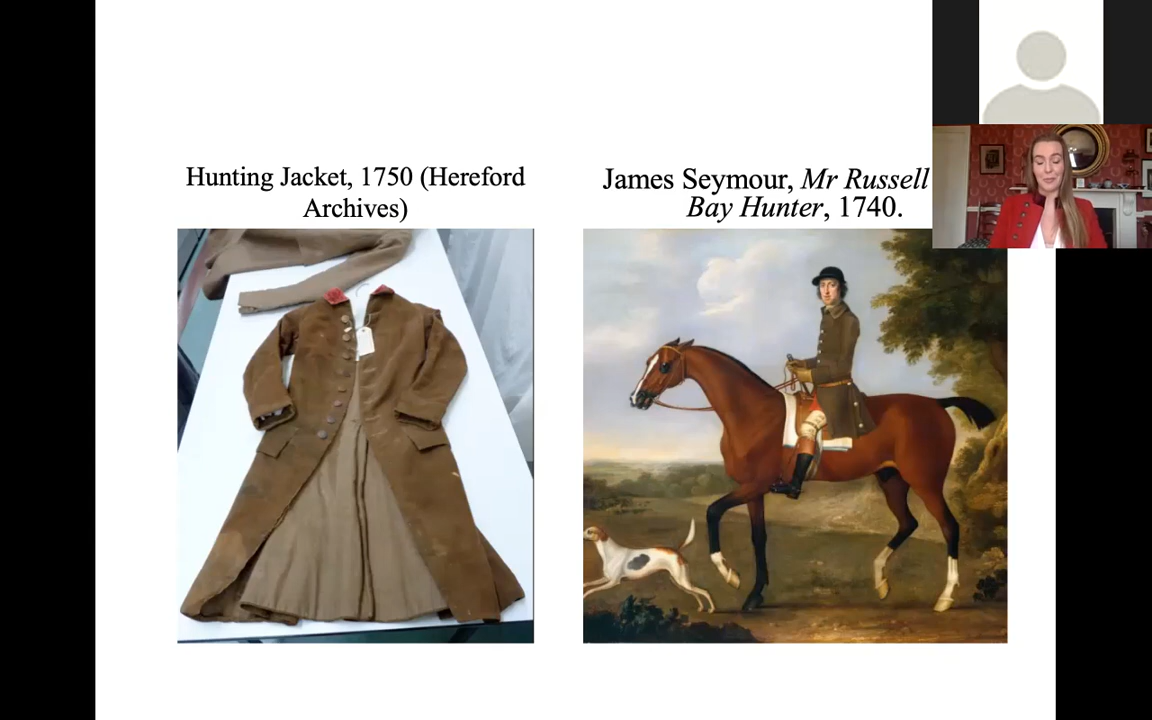 Hunting Jacket, 1750 (Hereford
Archives)
James Seymour, Mr Russell
Bay Hunter, 1740.